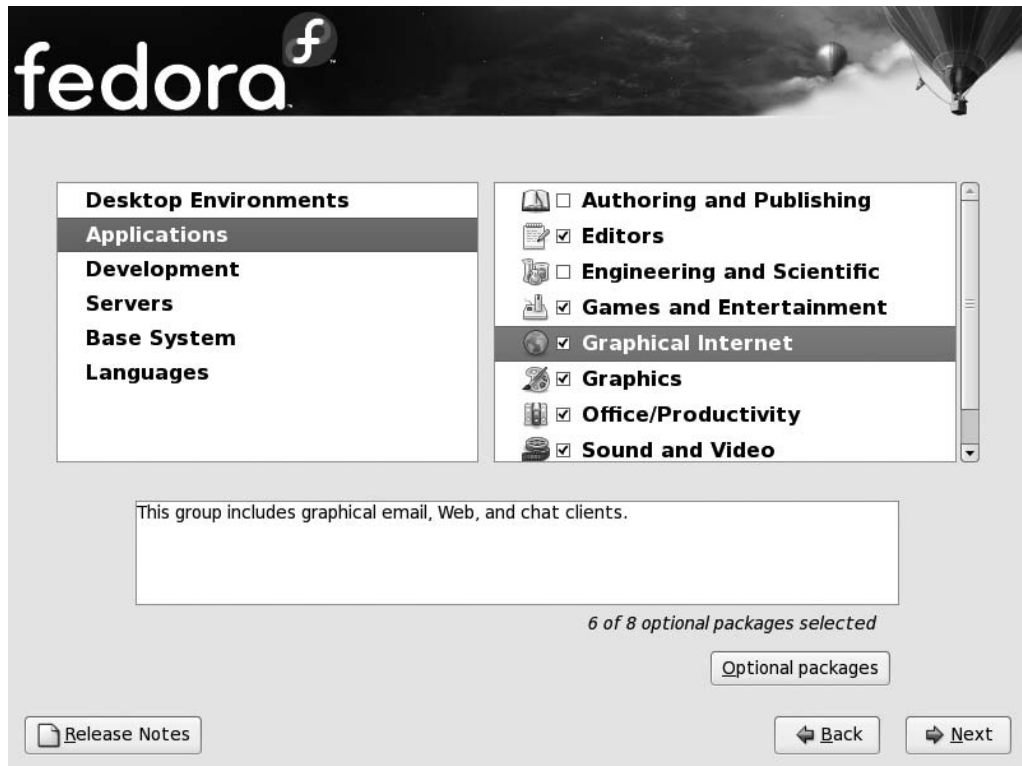 fedora
Desktop Environments
Applications
Development
Servers
Base System
Languages
Authoring and Publishing
Editors
Engineering and Scientific
Games and Entertainment
Graphical Internet
Graphics
Office/Productivity
Sound and Video
This group includes graphical email, Web, and chat clients.
6 of 8 optional packages selected
Optional packages
Release Notes
Back
Next